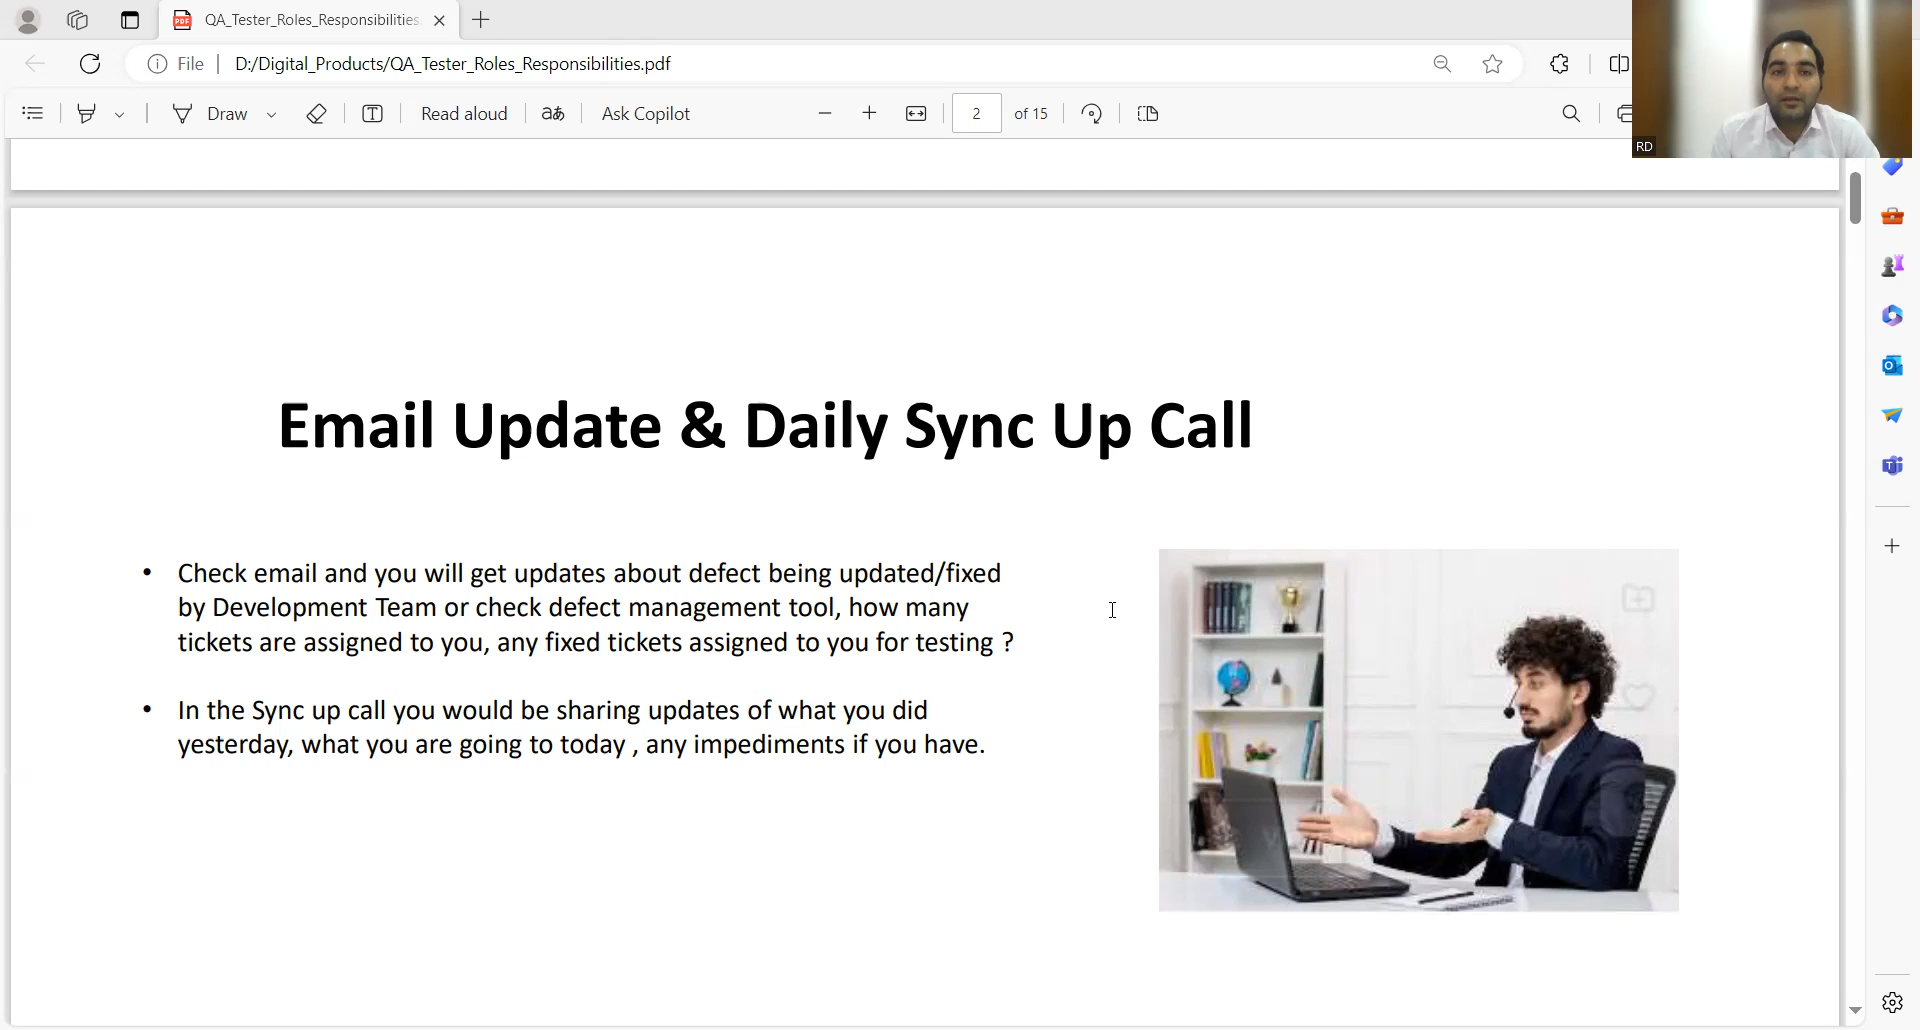 QA_Tester_Roles_Responsibilities.
File
D:/Digital_Products/QA_Tester_Roles_Responsibilities.pdf
Draw
Read aloud
aあ
Ask Copilot
2
of 15
RD
Email Update & Daily Sync Up Call
• Check email and you will get updates about defect being updated/fixed
by Development Team or check defect management tool, how many
tickets are assigned to you, any fixed tickets assigned to you for testing ?
• In the Sync up call you would be sharing updates of what you did
yesterday, what you are going to today , any impediments if you have.